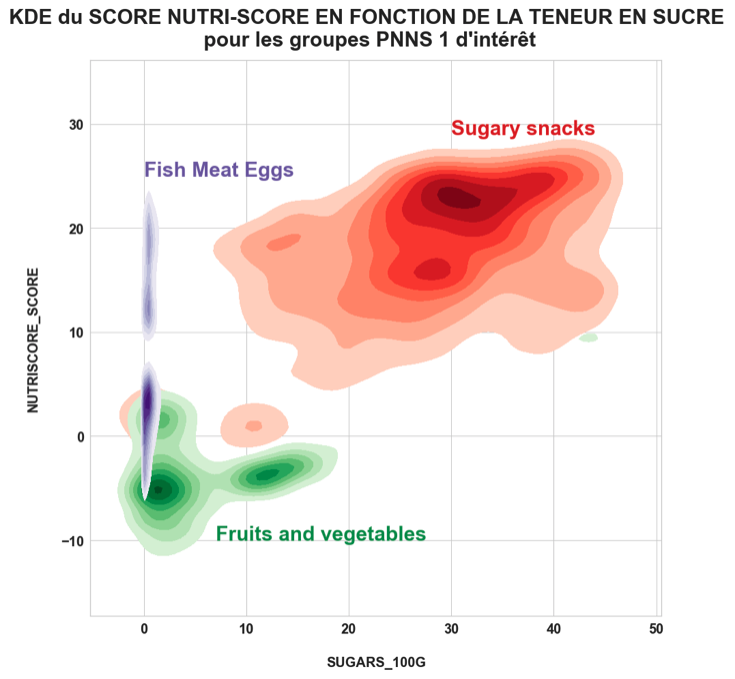 KDE du SCORE NUTRI-SCORE EN FONCTION DE LA TENEUR EN SUCRE
pour les groupes PNNS 1 d'intérêt
Sugary snacks
Fish Meat Eggs
Fruits and vegetables
NUTRISCORE_SCORE
30
20
10
0
−10
0 10 20 30 40 50
SUGARS_100G